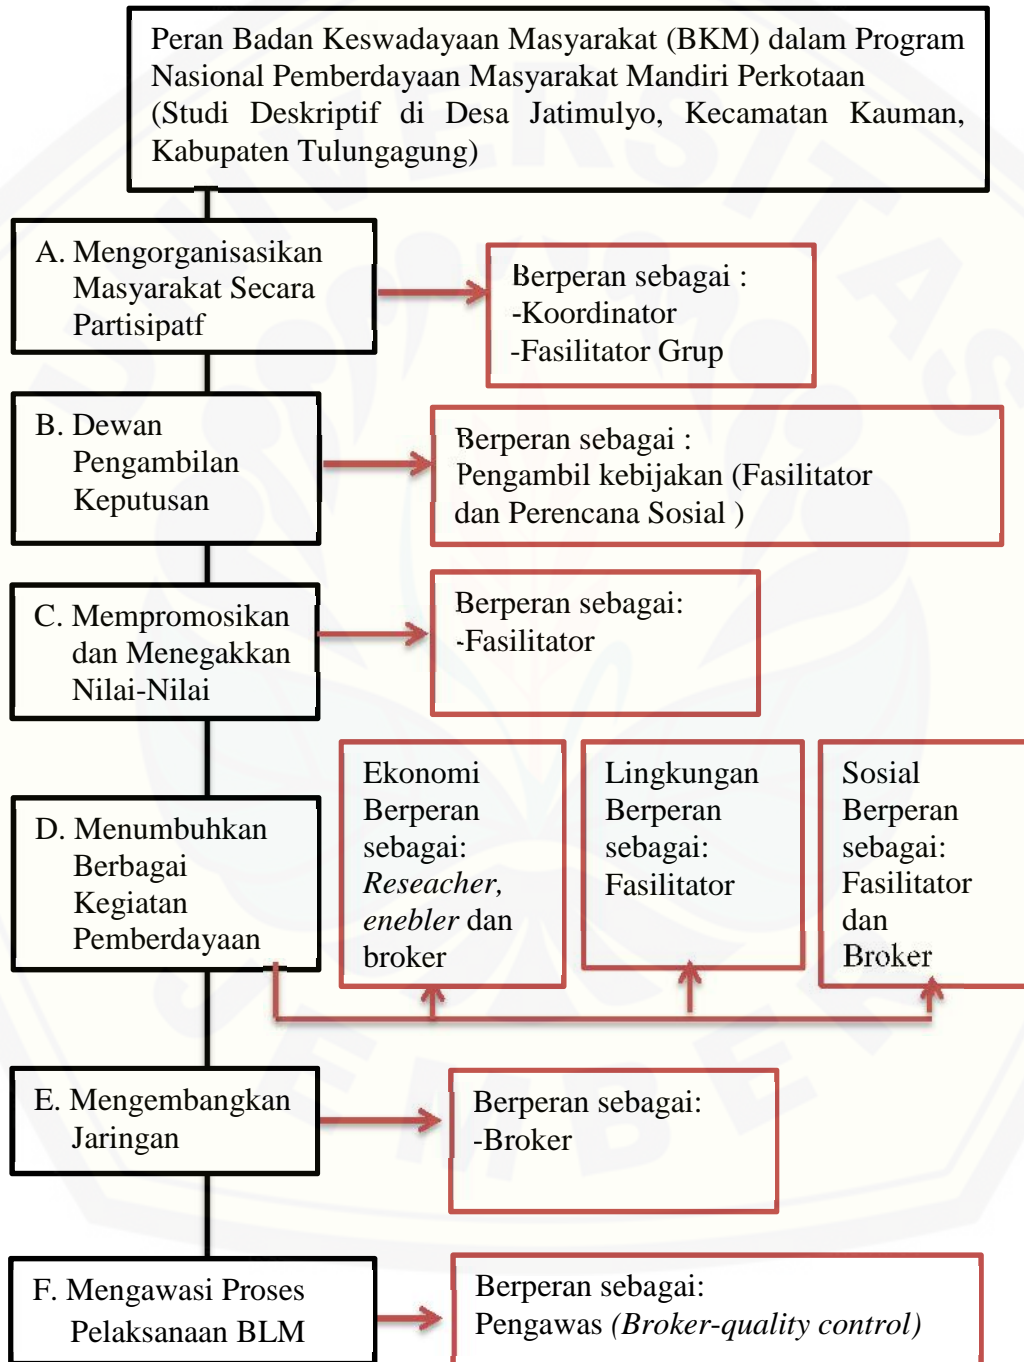 Peran Badan Keswadayaan Masyarakat (BKM) dalam Program
Nasional Pemberdayaan Masyarakat Mandiri Perkotaan
(Studi Deskriptif di Desa Jatimulyo, Kecamatan Kauman,
Kabupaten Tulungagung)
A. Mengorganisasikan
Masyarakat Secara
Partisipatf
Berperan sebagai :
-Koordinator
-Fasilitator Grup
B. Dewan
Pengambilan
Keputusan
Berperan sebagai :
Pengambil kebijakan (Fasilitator
dan Perencana Sosial )
C. Mempromosikan
dan Menegakkan
Nilai-Nilai
Berperan sebagai:
-Fasilitator
D. Menumbuhkan
Berbagai
Kegiatan
Pemberdayaan
Ekonomi
Berperan
sebagai:
Reseacher,
enebler dan
broker
Lingkungan
Berperan
sebagai:
Fasilitator
Sosial
Berperan
sebagai:
Fasilitator
dan
Broker
E. Mengembangkan
Jaringan
Berperan sebagai:
-Broker
F. Mengawasi Proses
Pelaksanaan BLM
Berperan sebagai:
Pengawas (Broker-quality control)
UNIVERSITAS
JEMBER